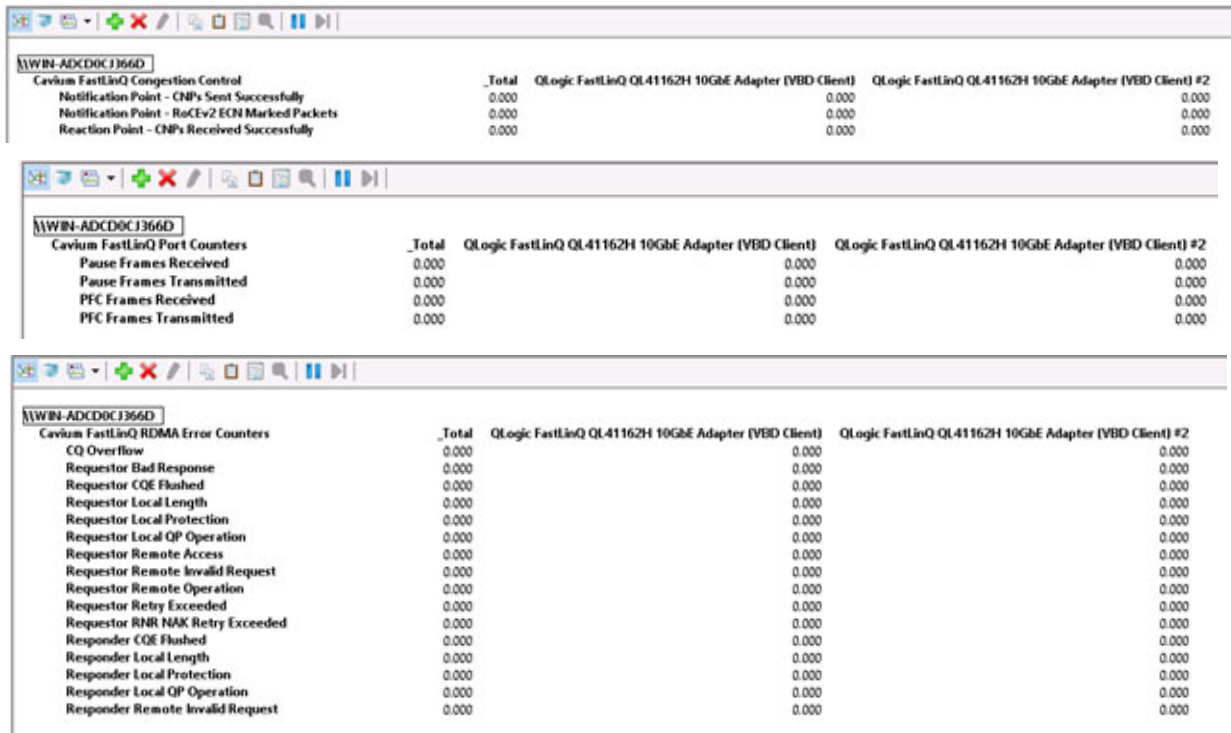 \\WIN-ADCD0CJ366D
Cavium FastLinQ Congestion Control _Total QLogic FastLinQ QL41162H 10GbE Adapter (VBD Client) QLogic FastLinQ QL41162H 10GbE Adapter (VBD Client) #2
Notification Point - CNPs Sent Successfully 0.000 0.000 0.000
Notification Point - RoCEv2 ECN Marked Packets 0.000 0.000 0.000
Reaction Point - CNPs Received Successfully 0.000 0.000 0.000
\\WIN-ADCD0CJ366D
Cavium FastLinQ Port Counters _Total QLogic FastLinQ QL41162H 10GbE Adapter (VBD Client) QLogic FastLinQ QL41162H 10GbE Adapter (VBD Client) #2
Pause Frames Received 0.000 0.000 0.000
Pause Frames Transmitted 0.000 0.000 0.000
PFC Frames Received 0.000 0.000 0.000
PFC Frames Transmitted 0.000 0.000 0.000
\\WIN-ADCD0CJ366D
Cavium FastLinQ RDMA Error Counters _Total QLogic FastLinQ QL41162H 10GbE Adapter (VBD Client) QLogic FastLinQ QL41162H 10GbE Adapter (VBD Client) #2
CQ Overflow 0.000 0.000 0.000
Requestor Bad Response 0.000 0.000 0.000
Requestor CQE Flushed 0.000 0.000 0.000
Requestor Local Length 0.000 0.000 0.000
Requestor Local Protection 0.000 0.000 0.000
Requestor Local QP Operation 0.000 0.000 0.000
Requestor Remote Access 0.000 0.000 0.000
Requestor Remote Invalid Request 0.000 0.000 0.000
Requestor Remote Operation 0.000 0.000 0.000
Requestor Retry Exceeded 0.000 0.000 0.000
Requestor RNR NAK Retry Exceeded 0.000 0.000 0.000
Responder CQE Flushed 0.000 0.000 0.000
Responder Local Length 0.000 0.000 0.000
Responder Local Protection 0.000 0.000 0.000
Responder Local QP Operation 0.000 0.000 0.000
Responder Remote Invalid Request 0.000 0.000 0.000